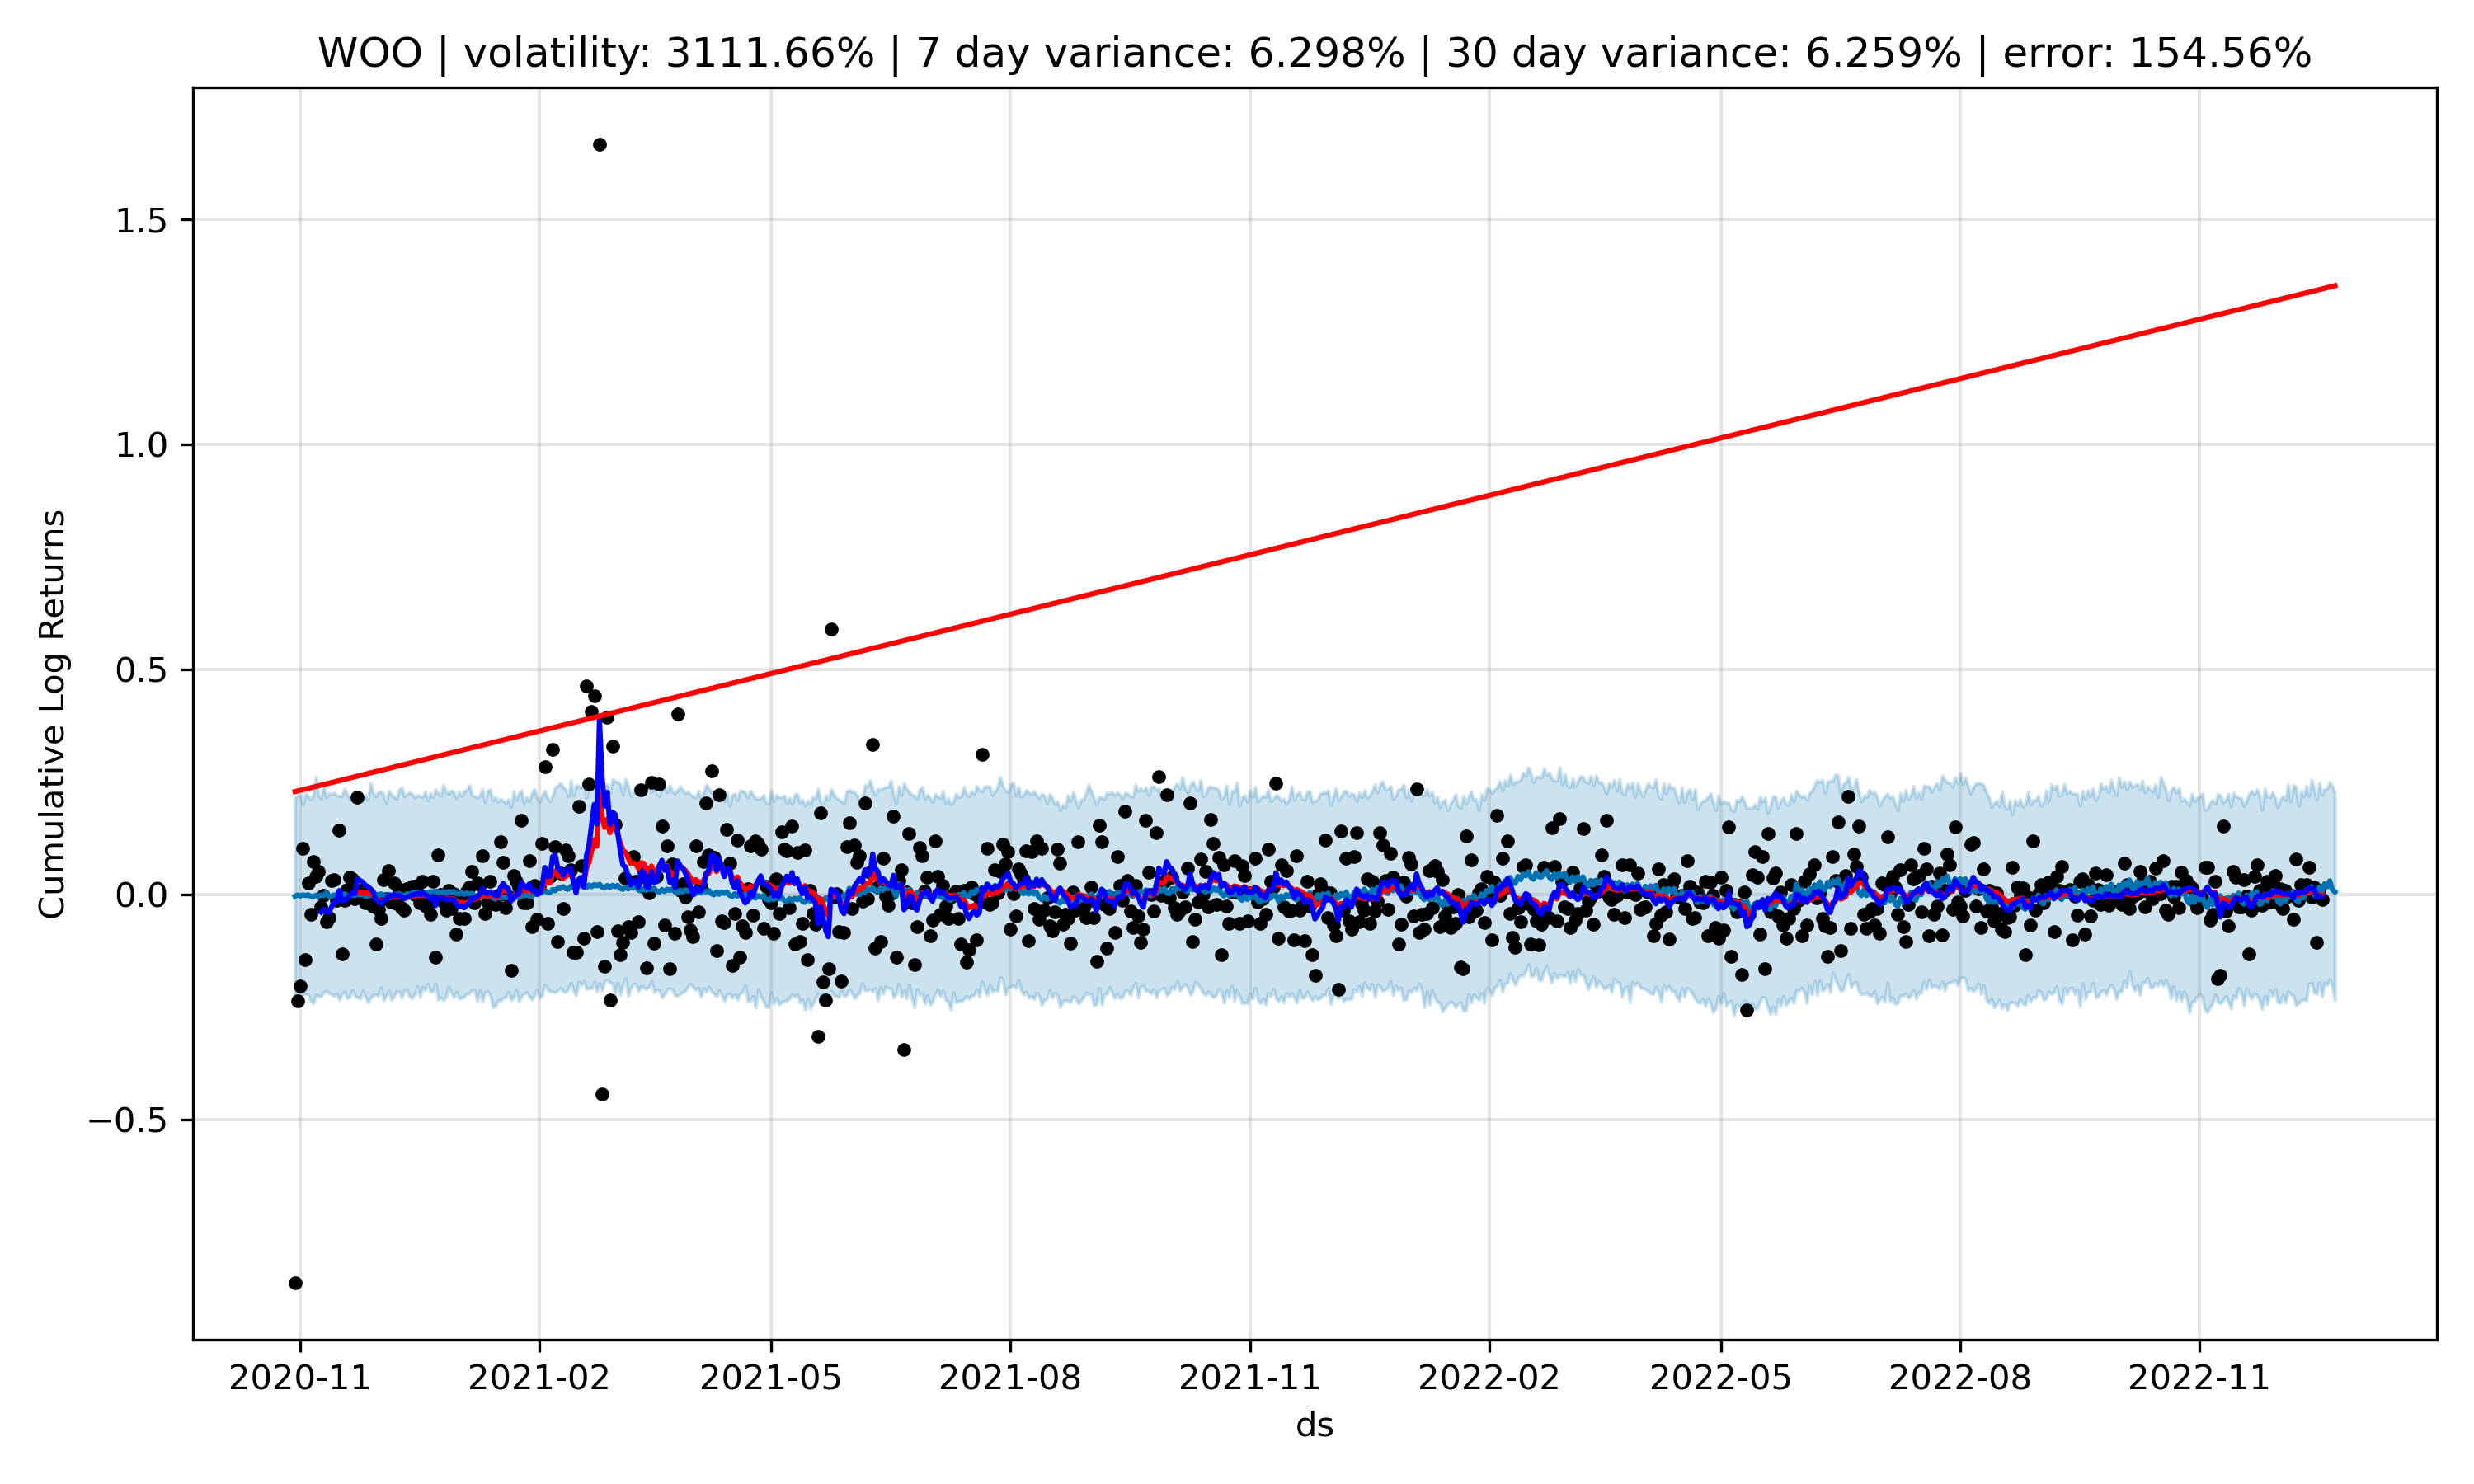 WOO | volatility: 3111.66% | 7 day variance: 6.298% | 30 day variance: 6.259% | error: 154.56%
Cumulative Log Returns
1.5
1.0
0.5
0.0
−0.5
2020-11 2021-02 2021-05 2021-08 2021-11 2022-02 2022-05 2022-08 2022-11
ds